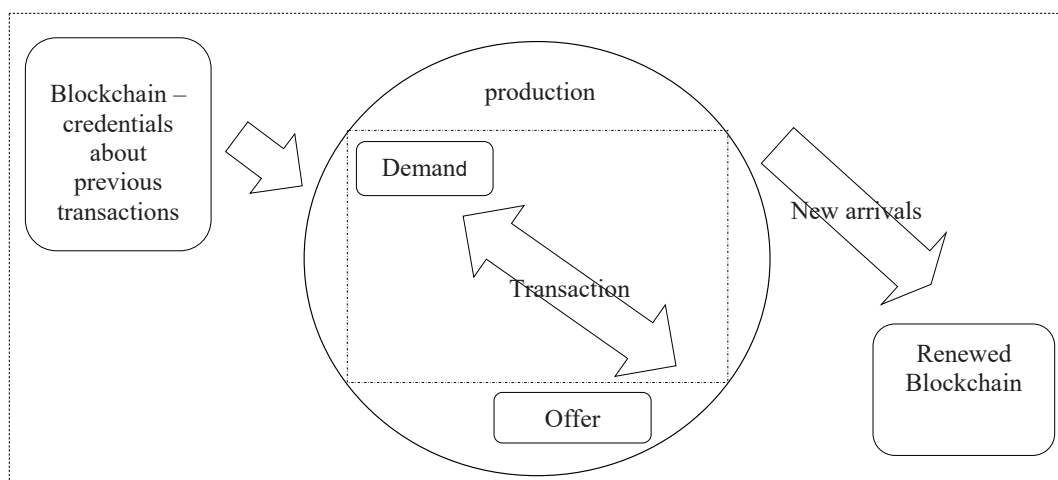 Blockchain –
credentials
about
previous
transactions
production
Demand
Transaction
Offer
New arrivals
Renewed
Blockchain